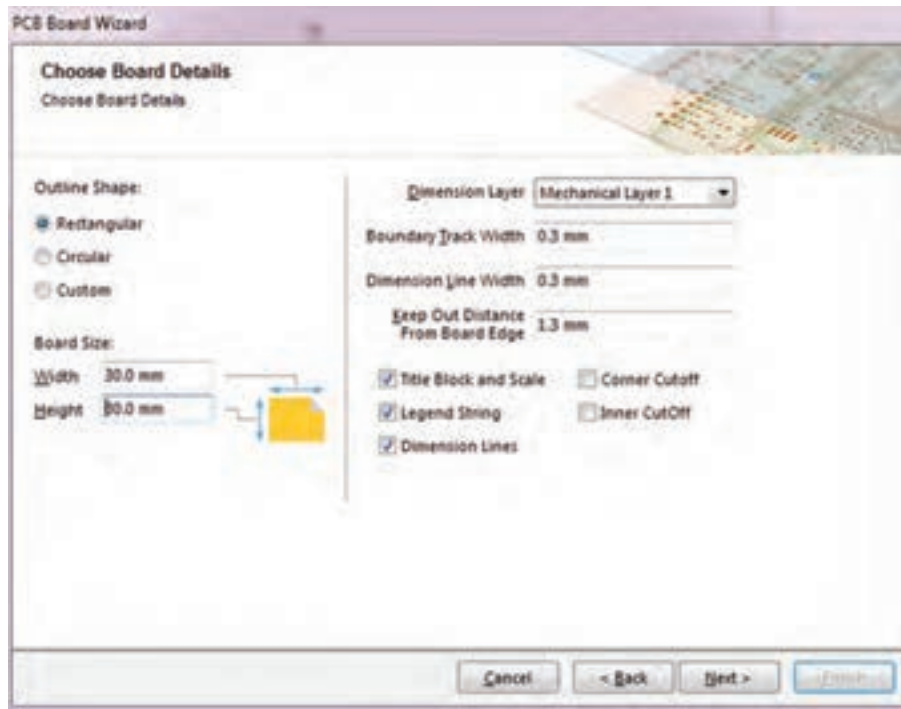 PCB Board Wizard
Choose Board Details
Choose Board Details
Outline Shape:
Rectangular
Circular
Custom
Board Size:
Width 30.0 mm
Height 30.0 mm
Dimension Layer Mechanical Layer 1
Boundary Track Width 0.3 mm
Dimension Line Width 0.3 mm
Keep Out Distance
From Board Edge 1.3 mm
Title Block and Scale Corner Cutoff
Legend String Inner CutOff
Dimension Lines
Cancel < Back Next > Finish